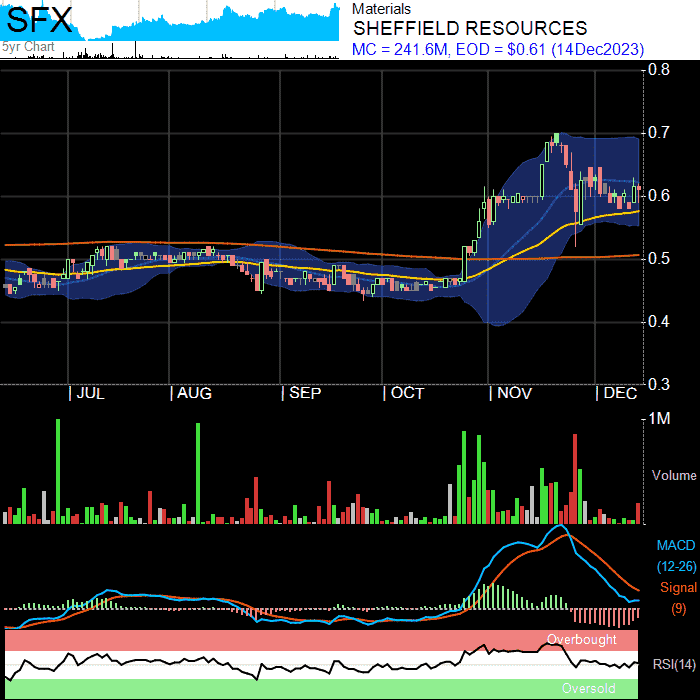 SFX
5yr Chart
Materials
SHEFFIELD RESOURCES
MC = 241.6M, EOD = $0.61 (14Dec2023)
0.8
0.7
0.6
0.5
0.4
0.3
| JUL | AUG | SEP | OCT | NOV | DEC
1M
Volume
MACD
(12-26)
Signal
(9)
Overbought
RSI(14)
Oversold